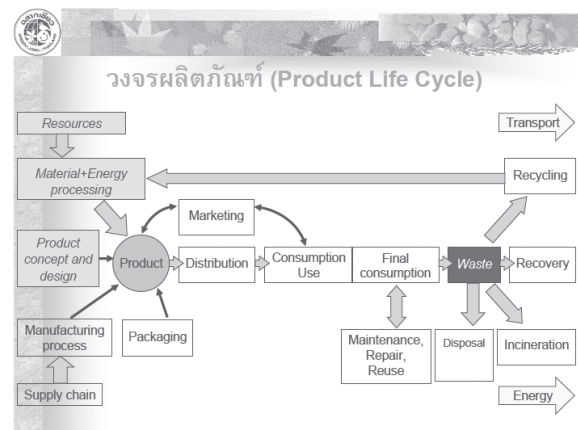 วงจรผลิตภัณฑ์ (Product Life Cycle)
Resources
Transport
Material+Energy
processing
Recycling
Marketing
Product
concept and
design
Product
Distribution
Consumption
Use
Final
consumption
Waste
Recovery
Manufacturing
process
Packaging
Maintenance,
Repair,
Reuse
Disposal
Incineration
Supply chain
Energy